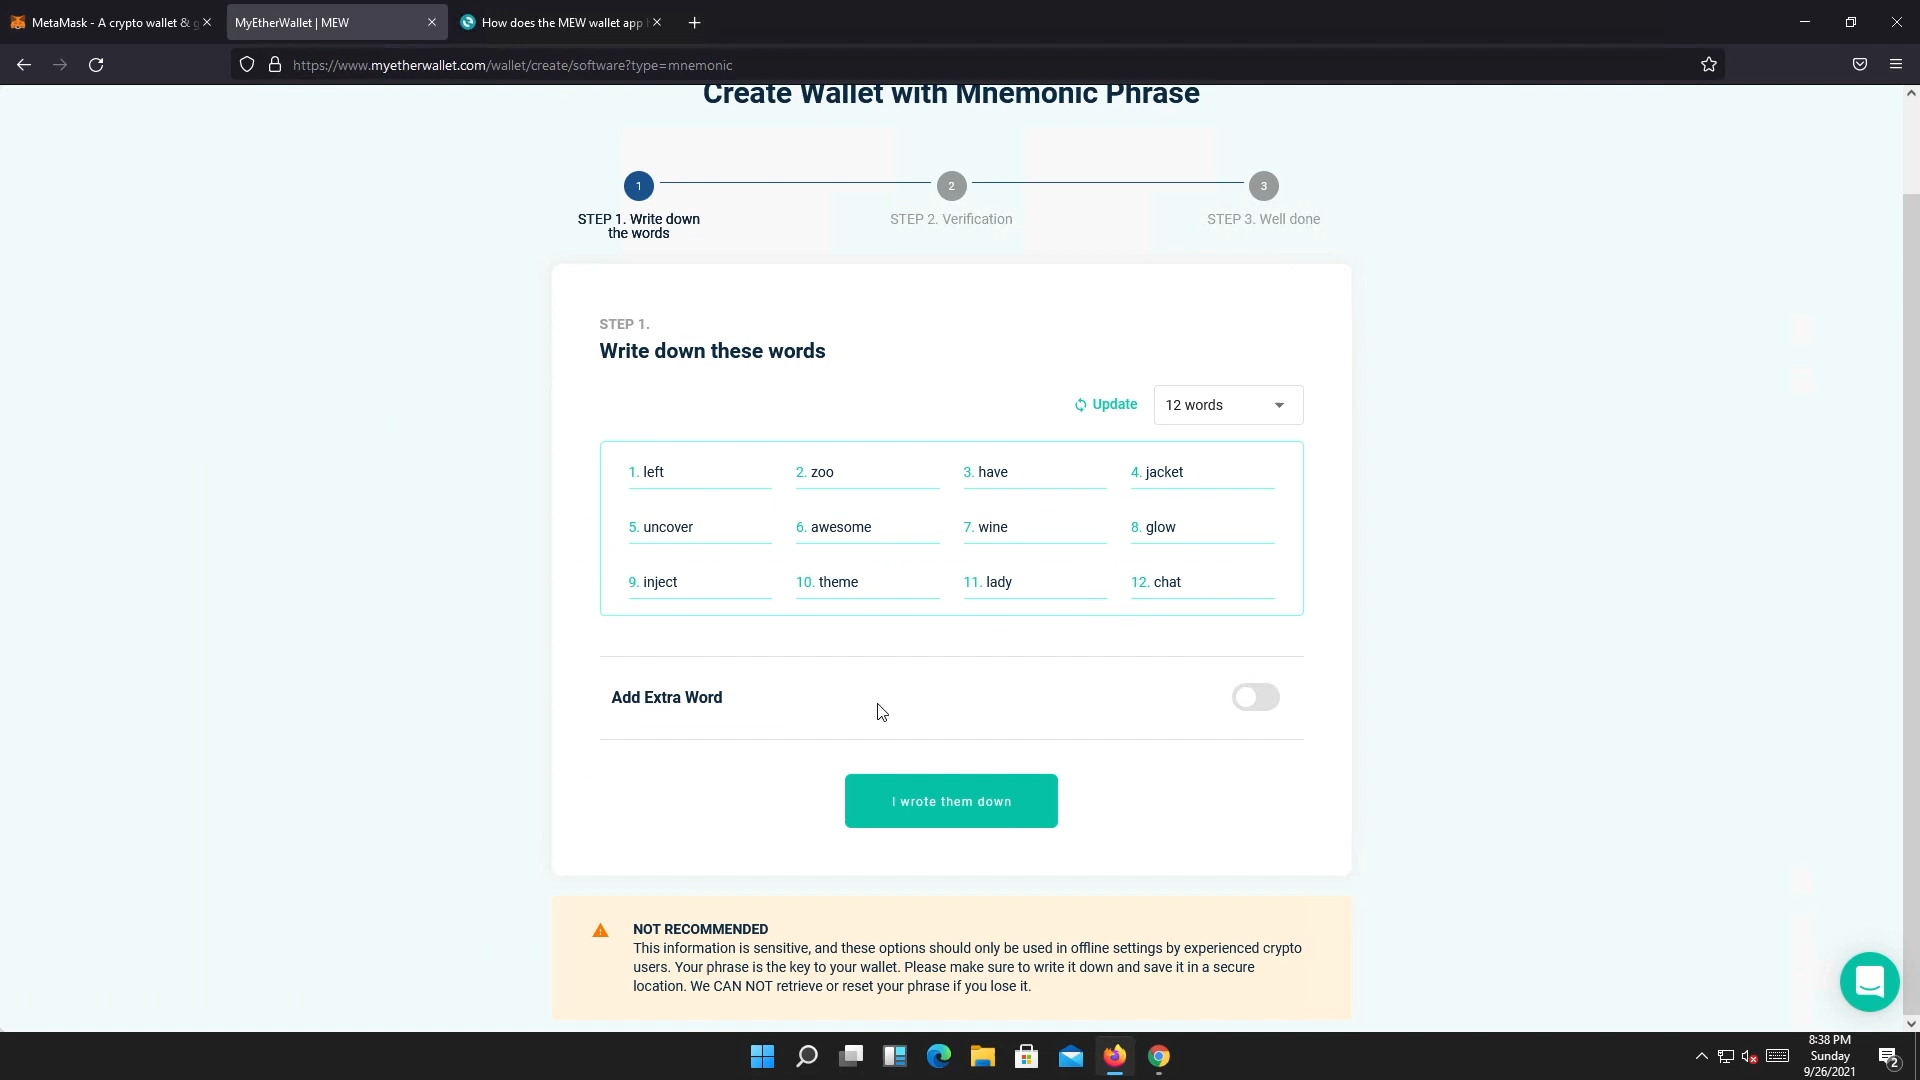 MetaMask - A crypto wallet &
MyEtherWallet | MEW
How does the MEW wallet app
https://www.myetherwallet.com/wallet/create/software?type=mnemonic
Create Wallet with Mnemonic Phrase
1
2
3
STEP 1. Write down
the words
STEP 2. Verification
STEP 3. Well done
STEP 1.
Write down these words
Update
12 words
1. left
2. zoo
3. have
4. jacket
5. uncover
6. awesome
7. wine
8. glow
9. inject
10. theme
11. lady
12. chat
Add Extra Word
I wrote them down
NOT RECOMMENDED
This information is sensitive, and these options should only be used in offline settings by experienced crypto
users. Your phrase is the key to your wallet. Please make sure to write it down and save it in a secure
location. We CAN NOT retrieve or reset your phrase if you lose it.
8:38 PM
Sunday
9/26/2021
2